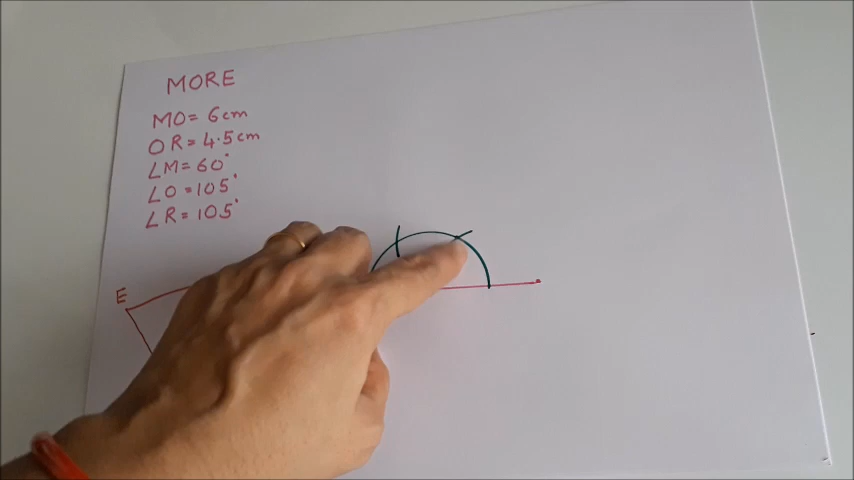 MORE
MO = 6cm
OR = 4.5cm
∠M = 60°
∠O = 105°
∠R = 105°
E